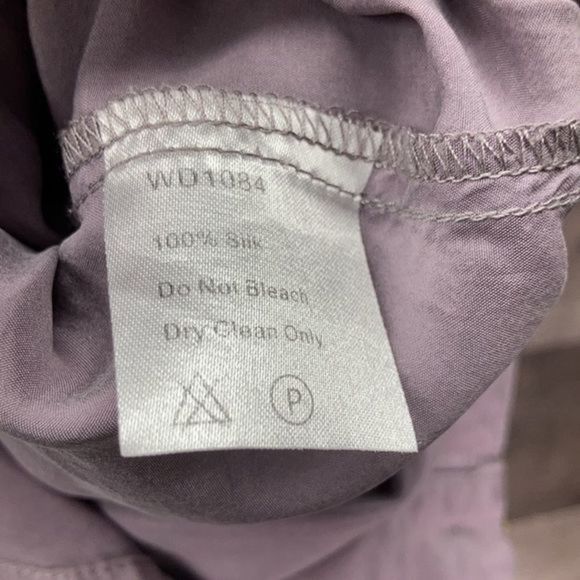 WD1084
100% Silk
Do Not Bleach
Dry Clean Only
P